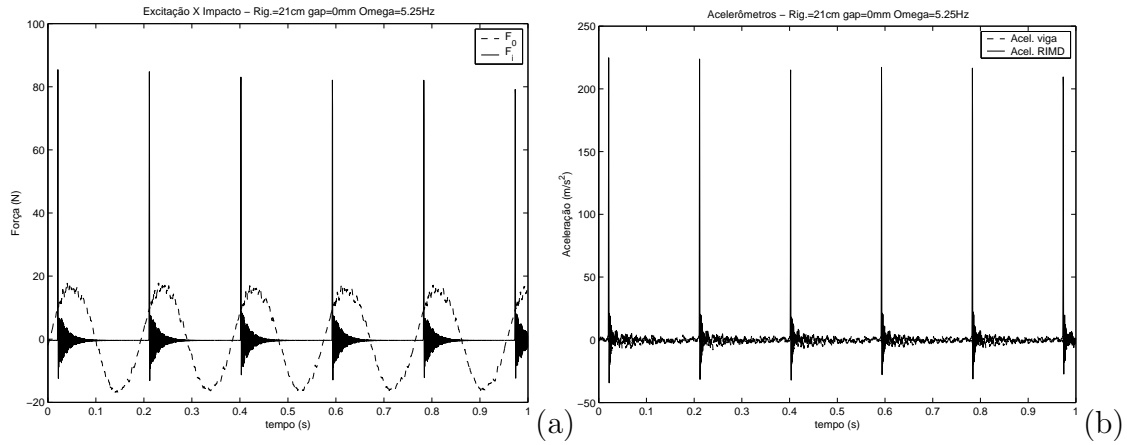 Excitação X Impacto − Rig.=21cm gap=0mm Omega=5.25Hz
F_0
F_i
100
80
60
40
20
0
−20
Força (N)
0 0.1 0.2 0.3 0.4 0.5 0.6 0.7 0.8 0.9 1
tempo (s)
(a)
Acelerômetros − Rig.=21cm gap=0mm Omega=5.25Hz
Acel. viga
Acel. RIMD
250
200
150
100
50
0
−50
Aceleração (m/s²)
0 0.1 0.2 0.3 0.4 0.5 0.6 0.7 0.8 0.9 1
tempo (s)
(b)